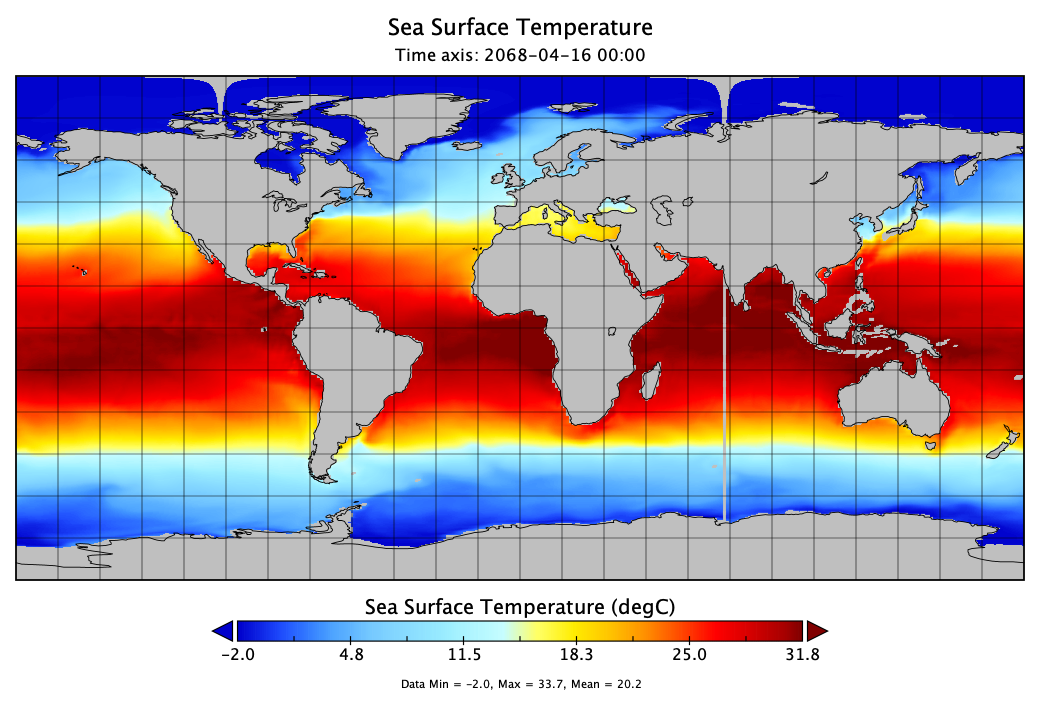 Sea Surface Temperature
Time axis: 2068-04-16 00:00
Sea Surface Temperature (degC)
−2.0 4.8 11.5 18.3 25.0 31.8
Data Min = −2.0, Max = 33.7, Mean = 20.2